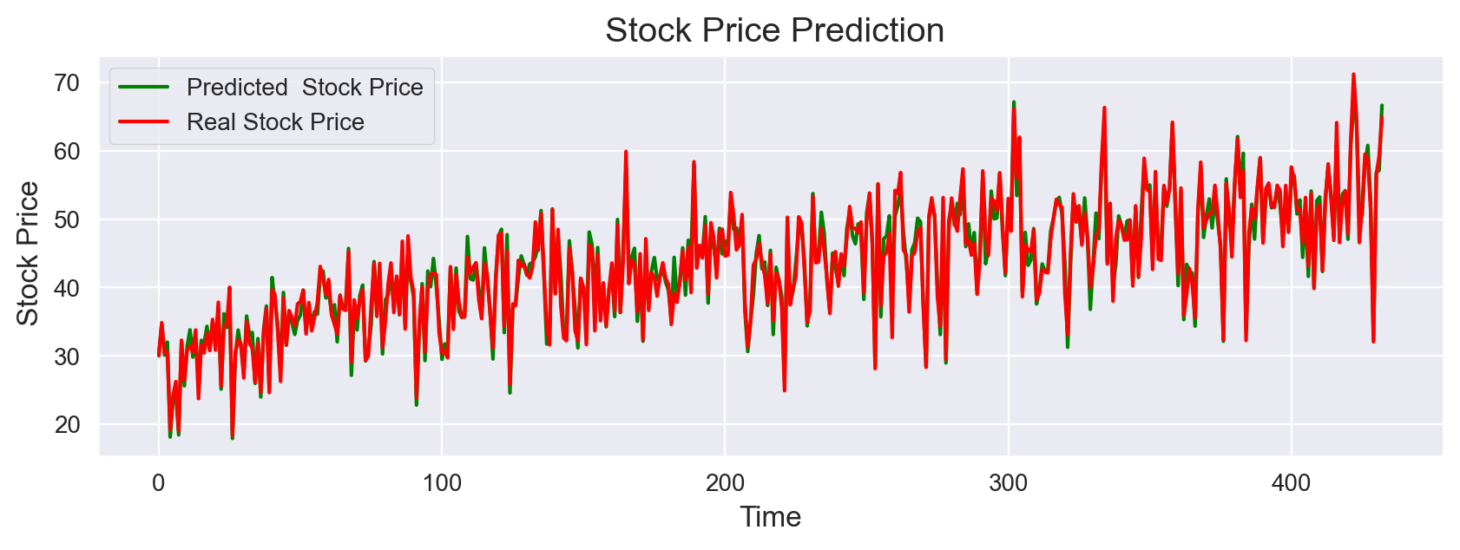 Stock Price Prediction
Predicted  Stock Price
Real Stock Price
Stock Price
70
60
50
40
30
20
0 100 200 300 400
Time